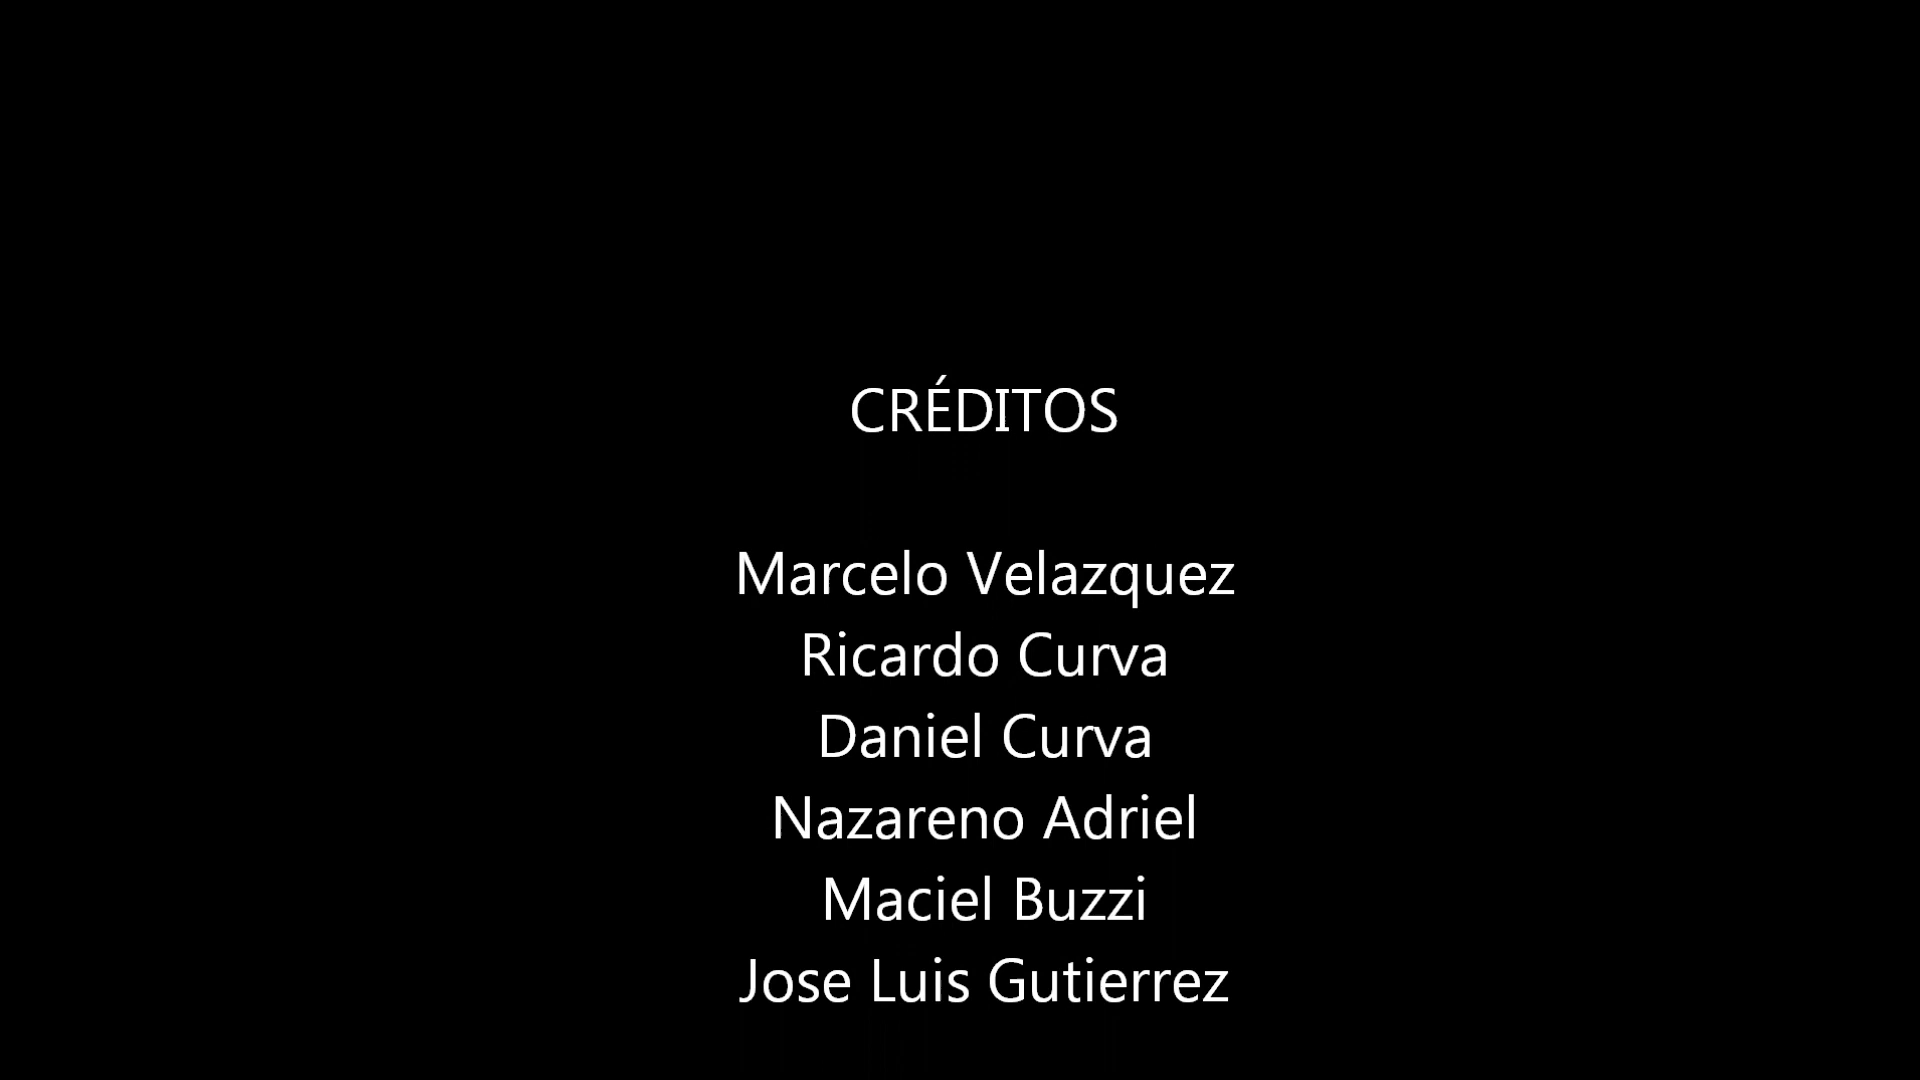 CRÉDITOS
Marcelo Velazquez
Ricardo Curva
Daniel Curva
Nazareno Adriel
Maciel Buzzi
Jose Luis Gutierrez